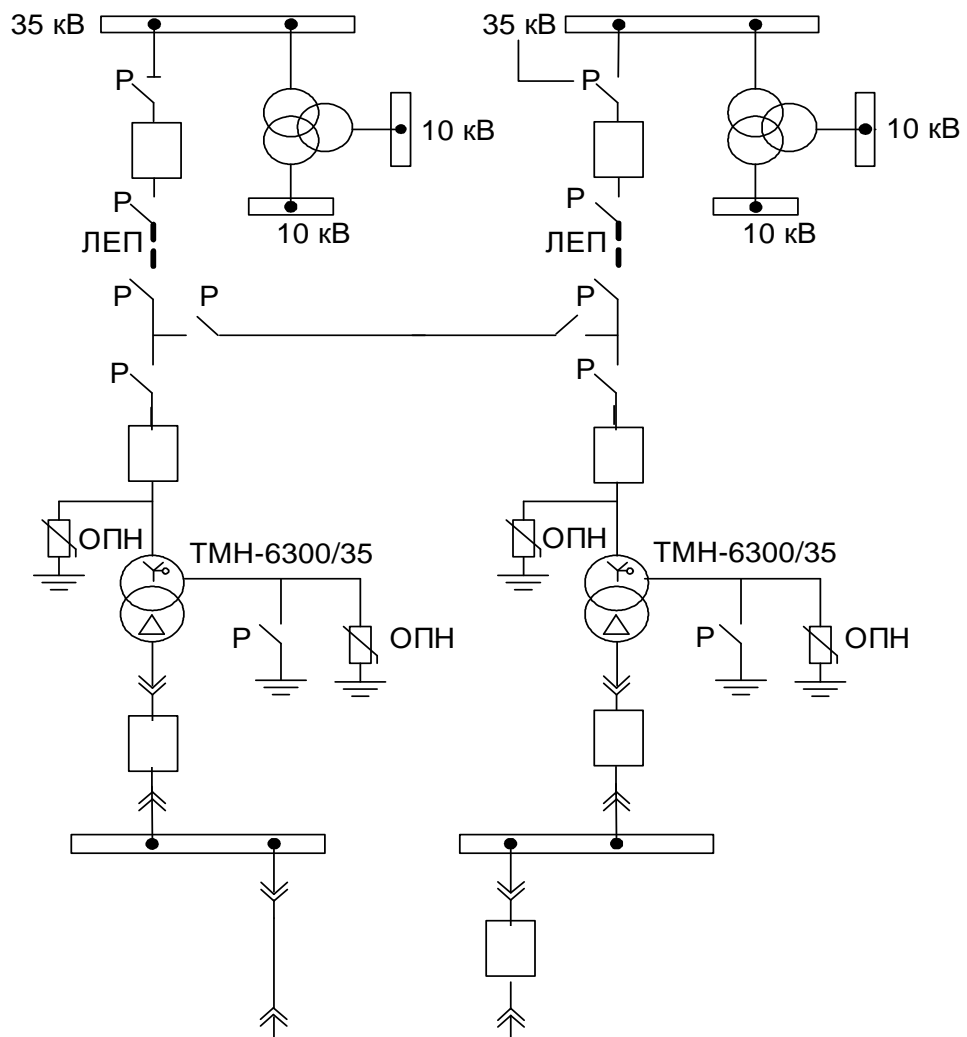 35 кВ
35 кВ
Р
Р
10 кВ
10 кВ
Р
Р
10 кВ
10 кВ
ЛЕП
ЛЕП
Р
Р
Р
Р
Р
ОПН
ТМН-6300/35
ОПН
ТМН-6300/35
Р
ОПН
Р
ОПН